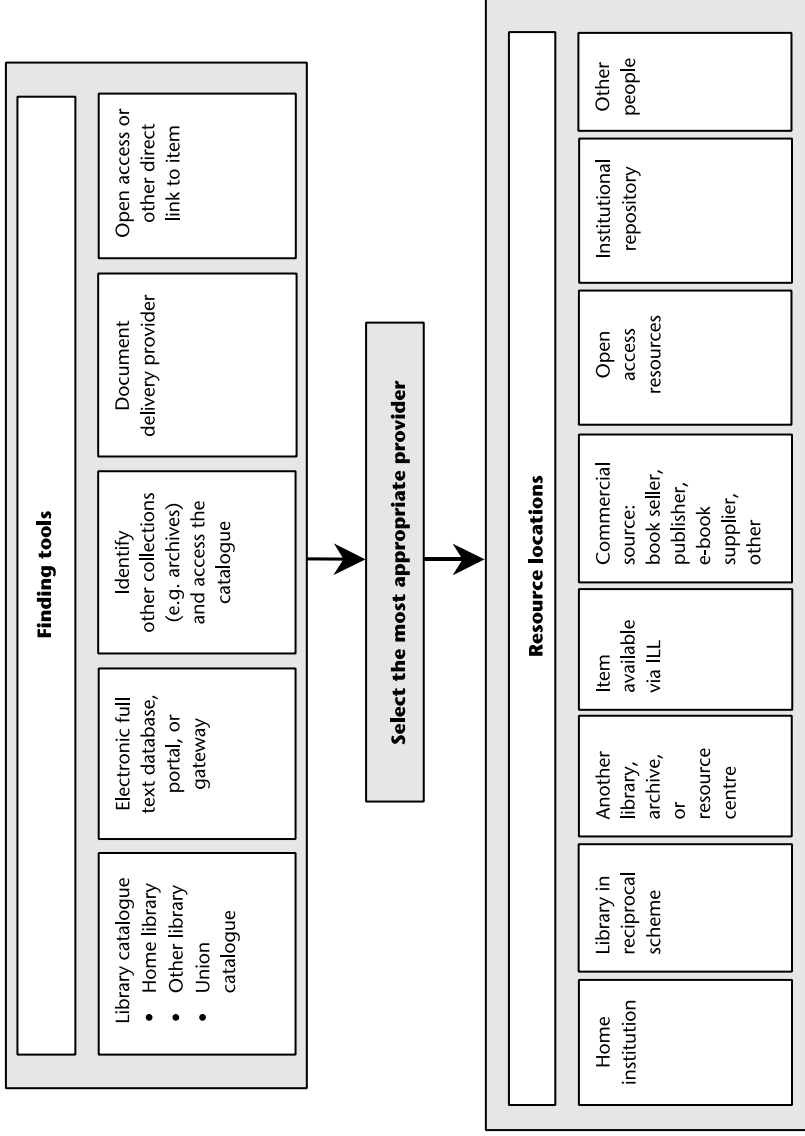 Finding tools
Library catalogue
• Home library
• Other library
• Union
catalogue
Electronic full
text database,
portal, or
gateway
Identify
other collections
(e.g. archives)
and access the
catalogue
Document
delivery provider
Open access or
other direct
link to item
Select the most appropriate provider
Resource locations
Home
institution
Library in
reciprocal
scheme
Another
library,
archive,
or
resource
centre
Item
available
via ILL
Commercial
source:
book seller,
publisher,
e-book
supplier,
other
Open
access
resources
Institutional
repository
Other
people